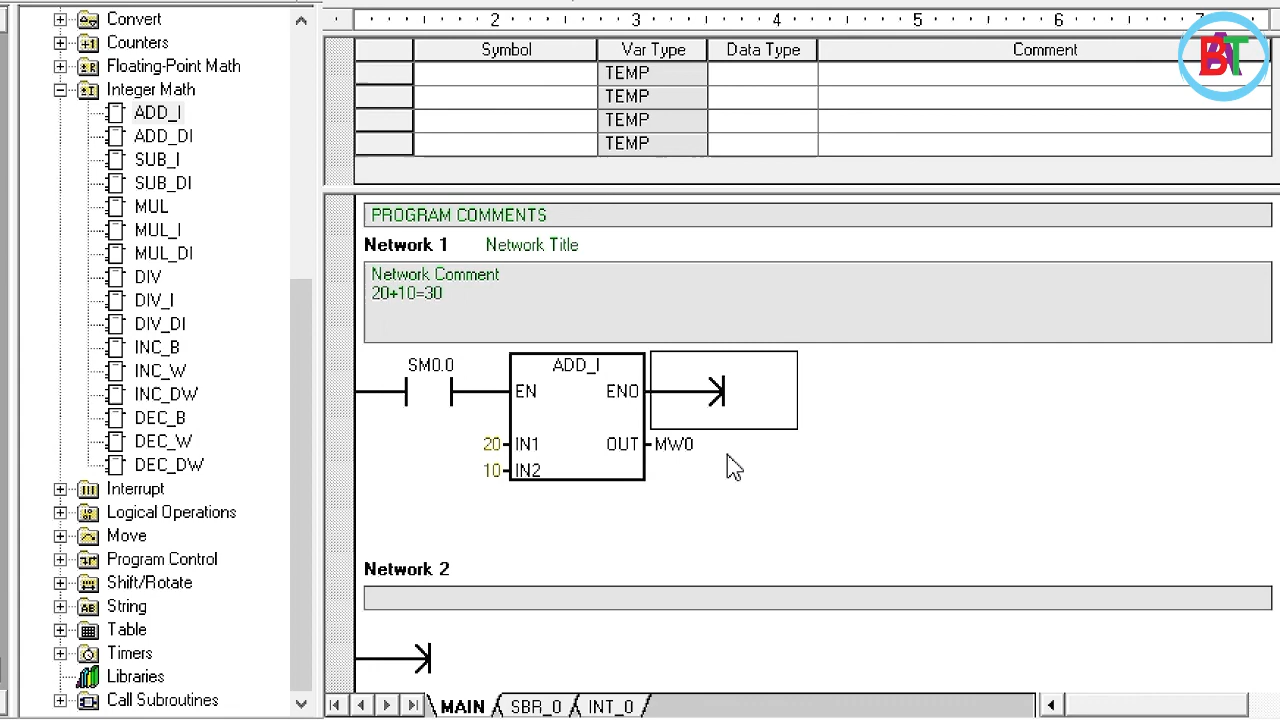 Convert
Counters
Floating-Point Math
Integer Math
ADD_I
ADD_DI
SUB_I
SUB_DI
MUL
MUL_I
MUL_DI
DIV
DIV_I
DIV_DI
INC_B
INC_W
INC_DW
DEC_B
DEC_W
DEC_DW
Interrupt
Logical Operations
Move
Program Control
Shift/Rotate
String
Table
Timers
Libraries
Call Subroutines
2 3 4 5 6
Symbol Var Type Data Type Comment
TEMP
TEMP
TEMP
TEMP
BAT
PROGRAM COMMENTS
Network 1 Network Title
Network Comment
20+10=30
SM0.0 ADD_I
EN ENO
20 IN1 OUT MW0
10 IN2
Network 2
MAIN SBR_0 INT_0